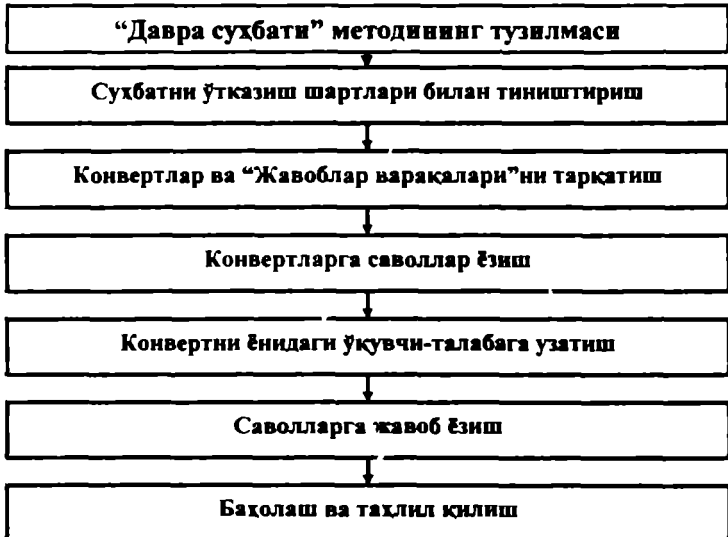 “Давра суҳбати” методининг тузилмаси
Суҳбатни ўтказиш шартлари билан тиништириш
Конвертлар ва “Жавоблар варақалари”ни тарқатиш
Конвертларга саволлар ёзиш
Конвертни ёнидаги ўқувчи-талабага узатиш
Саволларга жавоб ёзиш
Баҳолаш ва таҳлил қилиш